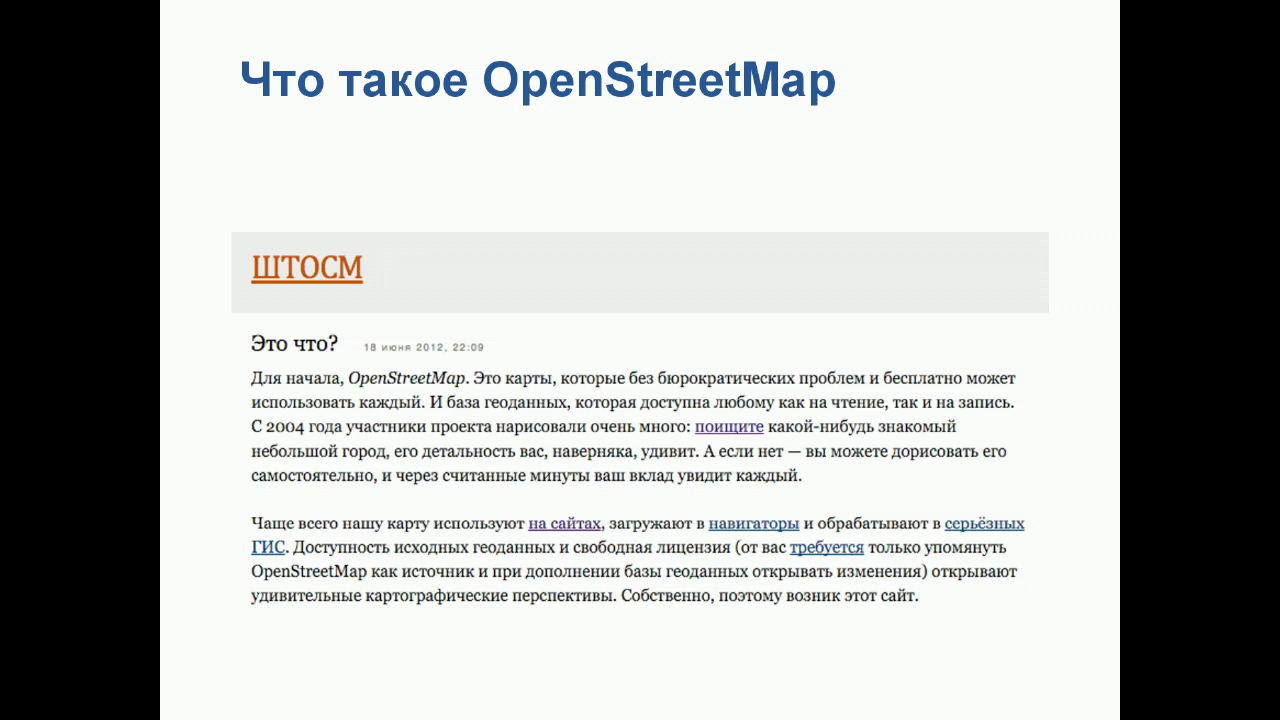 Что такое OpenStreetMap
ШТОСМ
Это что? 18 июня 2012, 22:09
Для начала, OpenStreetMap. Это карты, которые без бюрократических проблем и бесплатно может
использовать каждый. И база геоданных, которая доступна любому как на чтение, так и на запись.
С 2004 года участники проекта нарисовали очень много: поищите какой-нибудь знакомый
небольшой город, его детальность вас, наверняка, удивит. А если нет — вы можете дорисовать его
самостоятельно, и через считанные минуты ваш вклад увидит каждый.
Чаще всего нашу карту используют на сайтах, загружают в навигаторы и обрабатывают в серьёзных
ГИС. Доступность исходных геоданных и свободная лицензия (от вас требуется только упомянуть
OpenStreetMap как источник и при дополнении базы геоданных открывать изменения) открывают
удивительные картографические перспективы. Собственно, поэтому возник этот сайт.